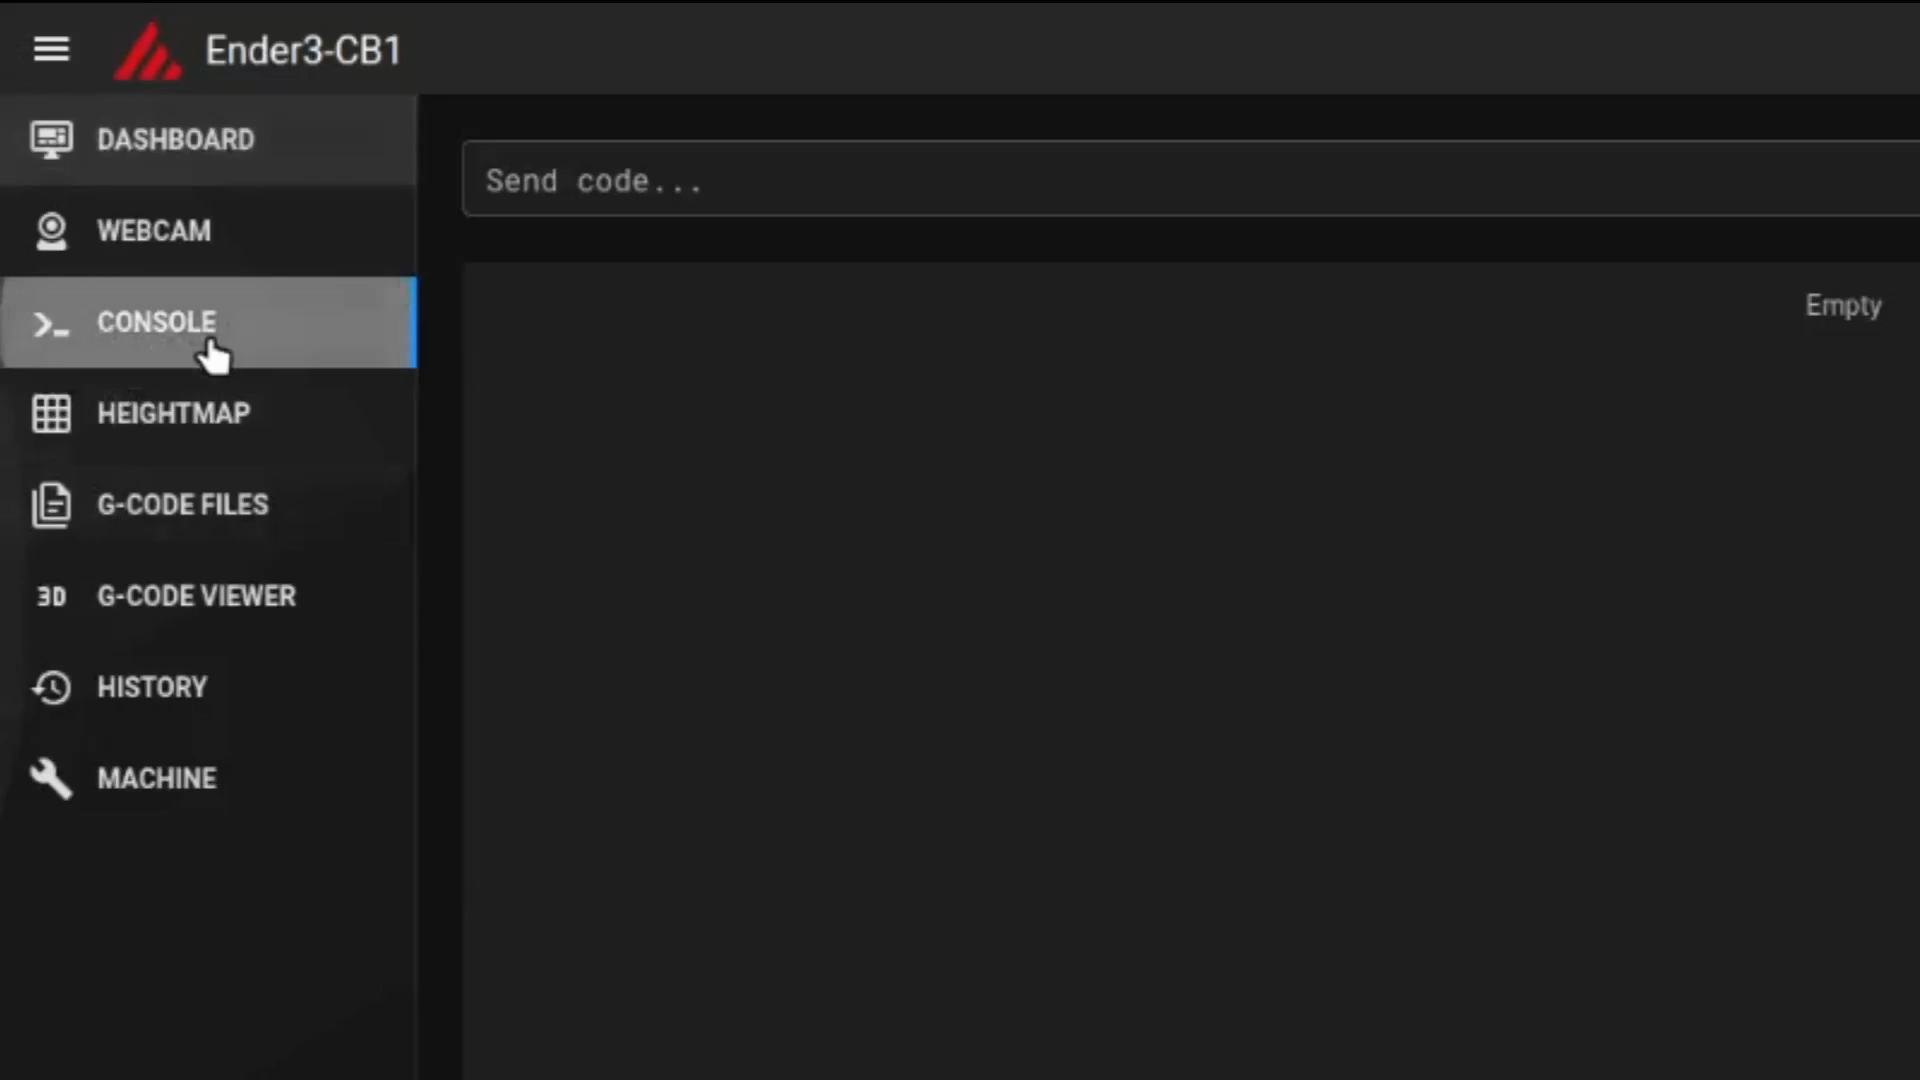 Ender3-CB1
DASHBOARD
WEBCAM
CONSOLE
HEIGHTMAP
G-CODE FILES
3D G-CODE VIEWER
HISTORY
MACHINE
Send code...
Empty